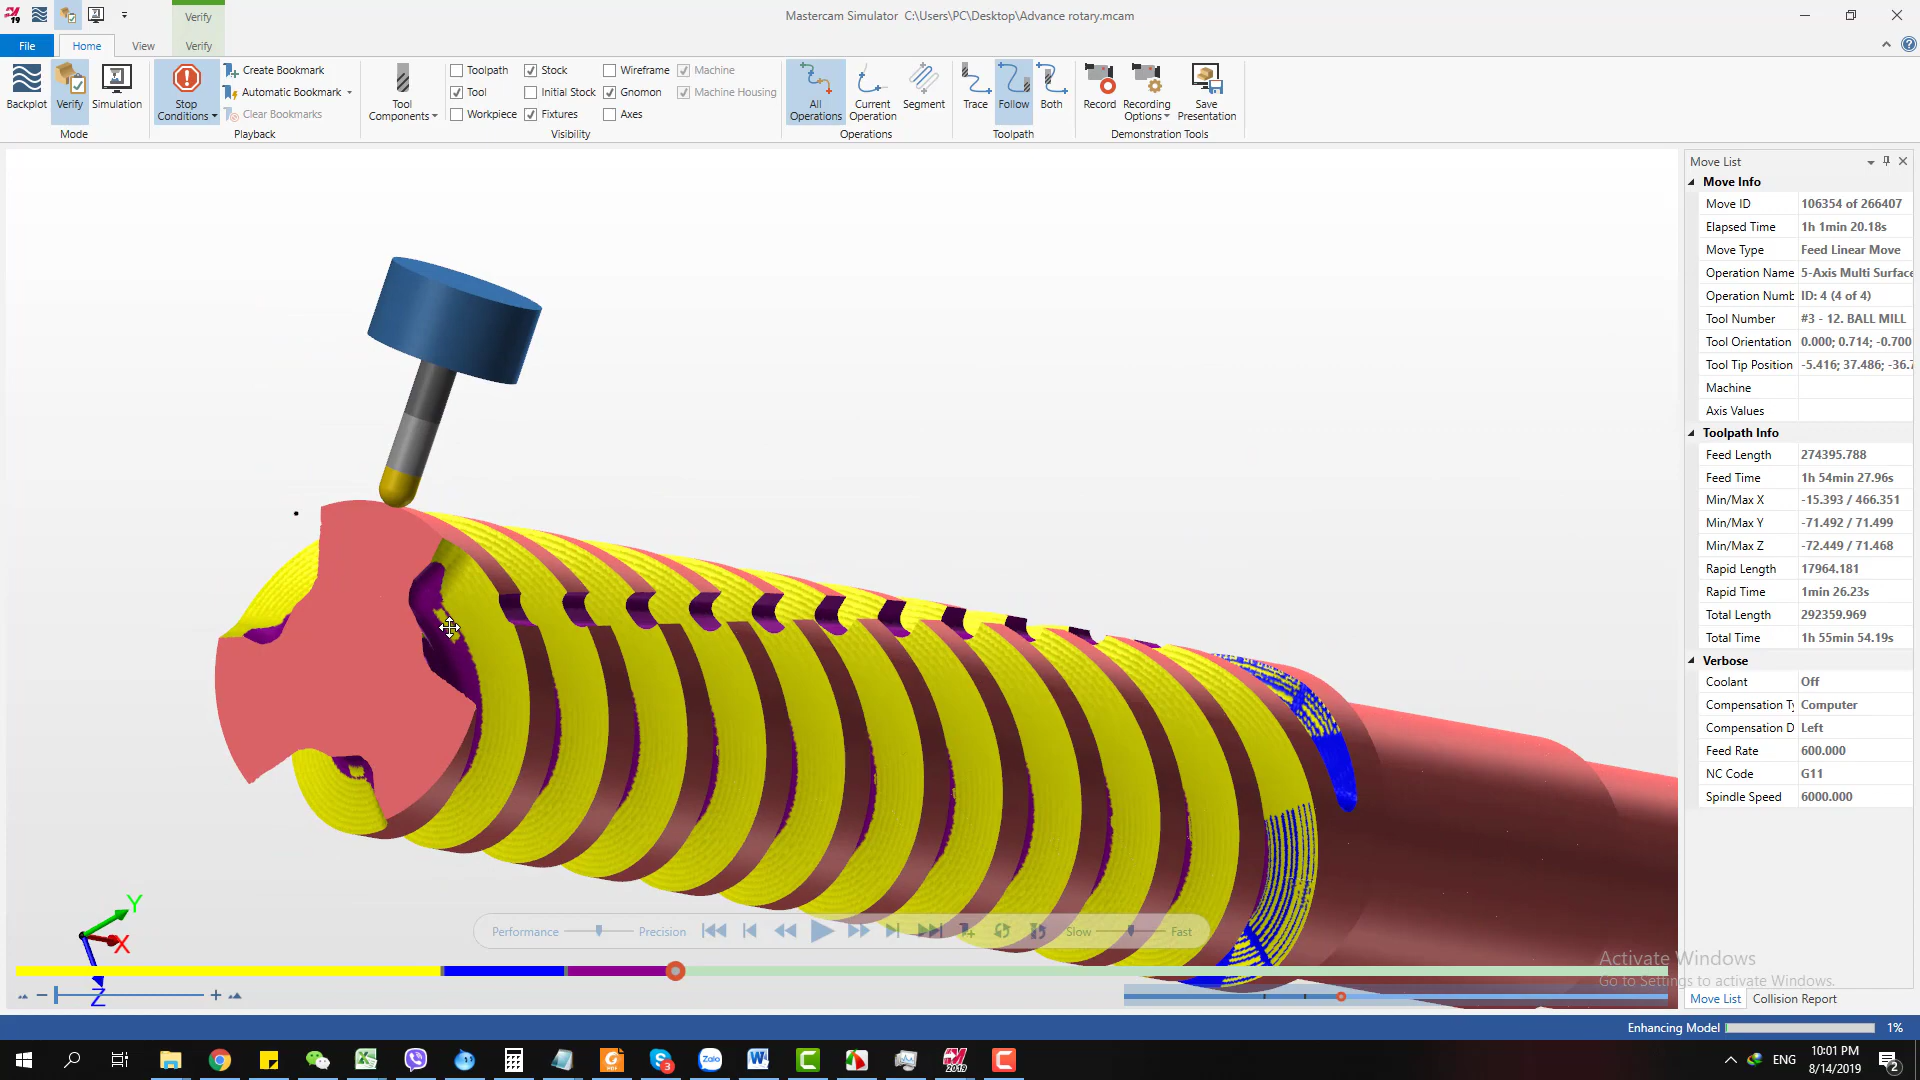 Verify
Mastercam Simulator C:\Users\PC\Desktop\Advance rotary.mcam
File
Home
View
Verify
Backplot
Verify
Simulation
Mode
Stop
Conditions
Create Bookmark
Automatic Bookmark
Clear Bookmarks
Playback
Tool
Components
Toolpath
Stock
Wireframe
Machine
Tool
Initial Stock
Gnomon
Machine Housing
Workpiece
Fixtures
Axes
Visibility
All
Operations
Current
Operation
Segment
Operations
Trace
Follow
Both
Toolpath
Record
Recording
Options
Save
Presentation
Demonstration Tools
Move List
Move Info
Move ID 106354 of 266407
Elapsed Time 1h 1min 20.18s
Move Type Feed Linear Move
Operation Name 5-Axis Multi Surface
Operation Numb ID: 4 (4 of 4)
Tool Number #3 - 12. BALL MILL
Tool Orientation 0.000; 0.714; -0.700
Tool Tip Position -5.416; 37.486; -36.7
Machine
Axis Values
Toolpath Info
Feed Length 274395.788
Feed Time 1h 54min 27.96s
Min/Max X -15.393 / 466.351
Min/Max Y -71.492 / 71.499
Min/Max Z -72.449 / 71.468
Rapid Length 17964.181
Rapid Time 1min 26.23s
Total Length 292359.969
Total Time 1h 55min 54.19s
Verbose
Coolant Off
Compensation Ty Computer
Compensation D Left
Feed Rate 600.000
NC Code G11
Spindle Speed 6000.000
Y
X
Z
Performance
Precision
Slow
Fast
Activate Windows
Go to Settings to activate Windows.
Move List
Collision Report
Enhancing Model
1%
ENG
10:01 PM
8/14/2019